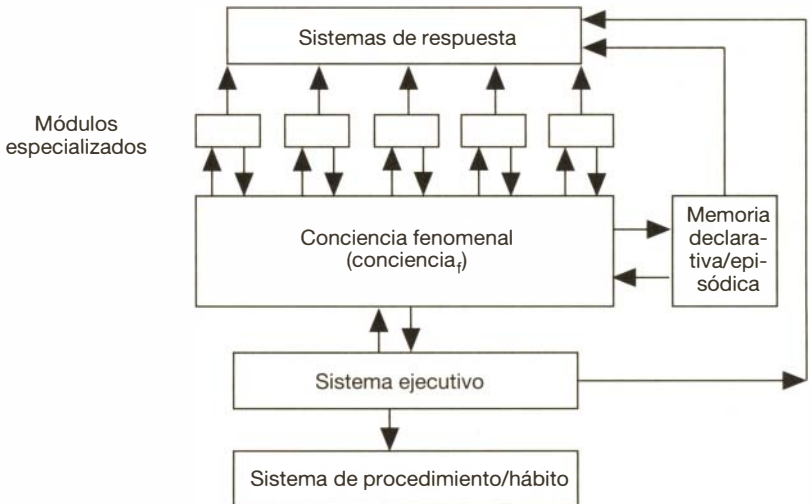 Sistemas de respuesta
Módulos
especializados
Conciencia fenomenal
(conciencia_f)
Memoria
declara-
tiva/epi-
sódica
Sistema ejecutivo
Sistema de procedimiento/hábito